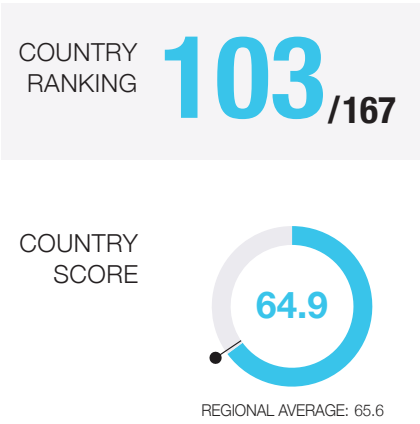 COUNTRY
RANKING
103/167
COUNTRY
SCORE
64.9
REGIONAL AVERAGE: 65.6